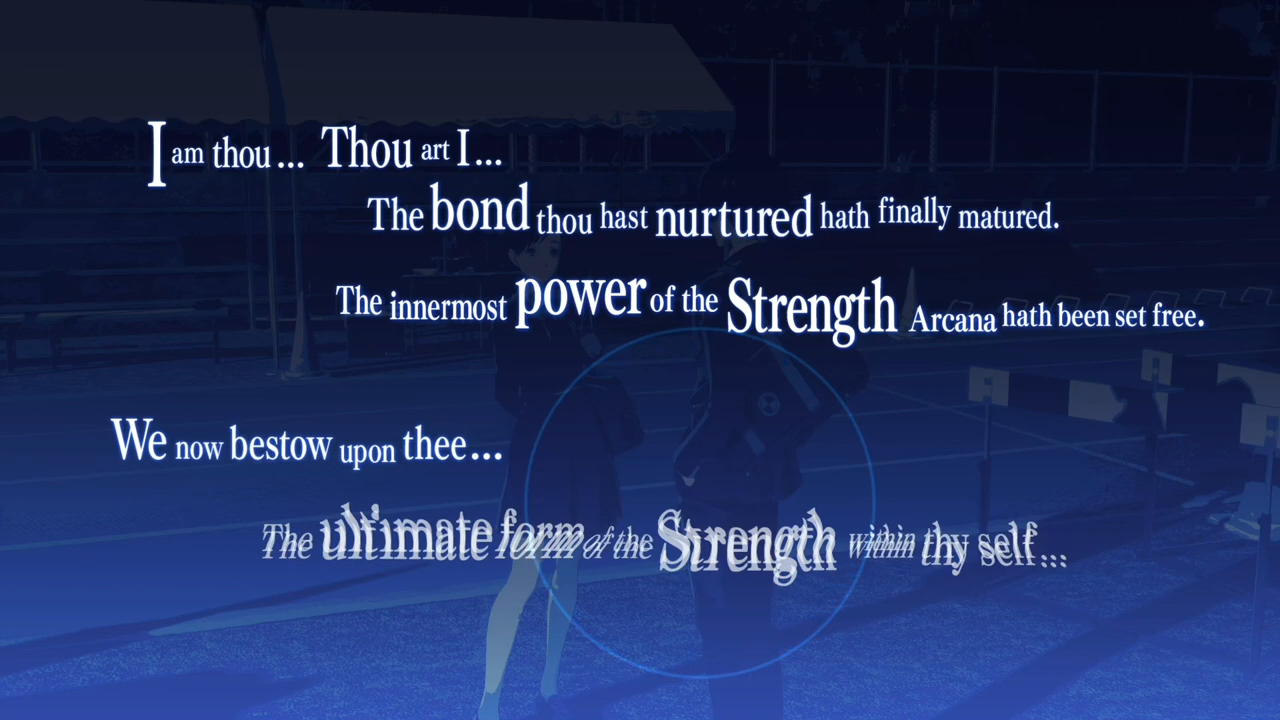 I am thou... Thou art I...
The bond thou hast nurtured hath finally matured.
The innermost power of the Strength Arcana hath been set free.
We now bestow upon thee...
The ultimate form of the Strength within thy self...